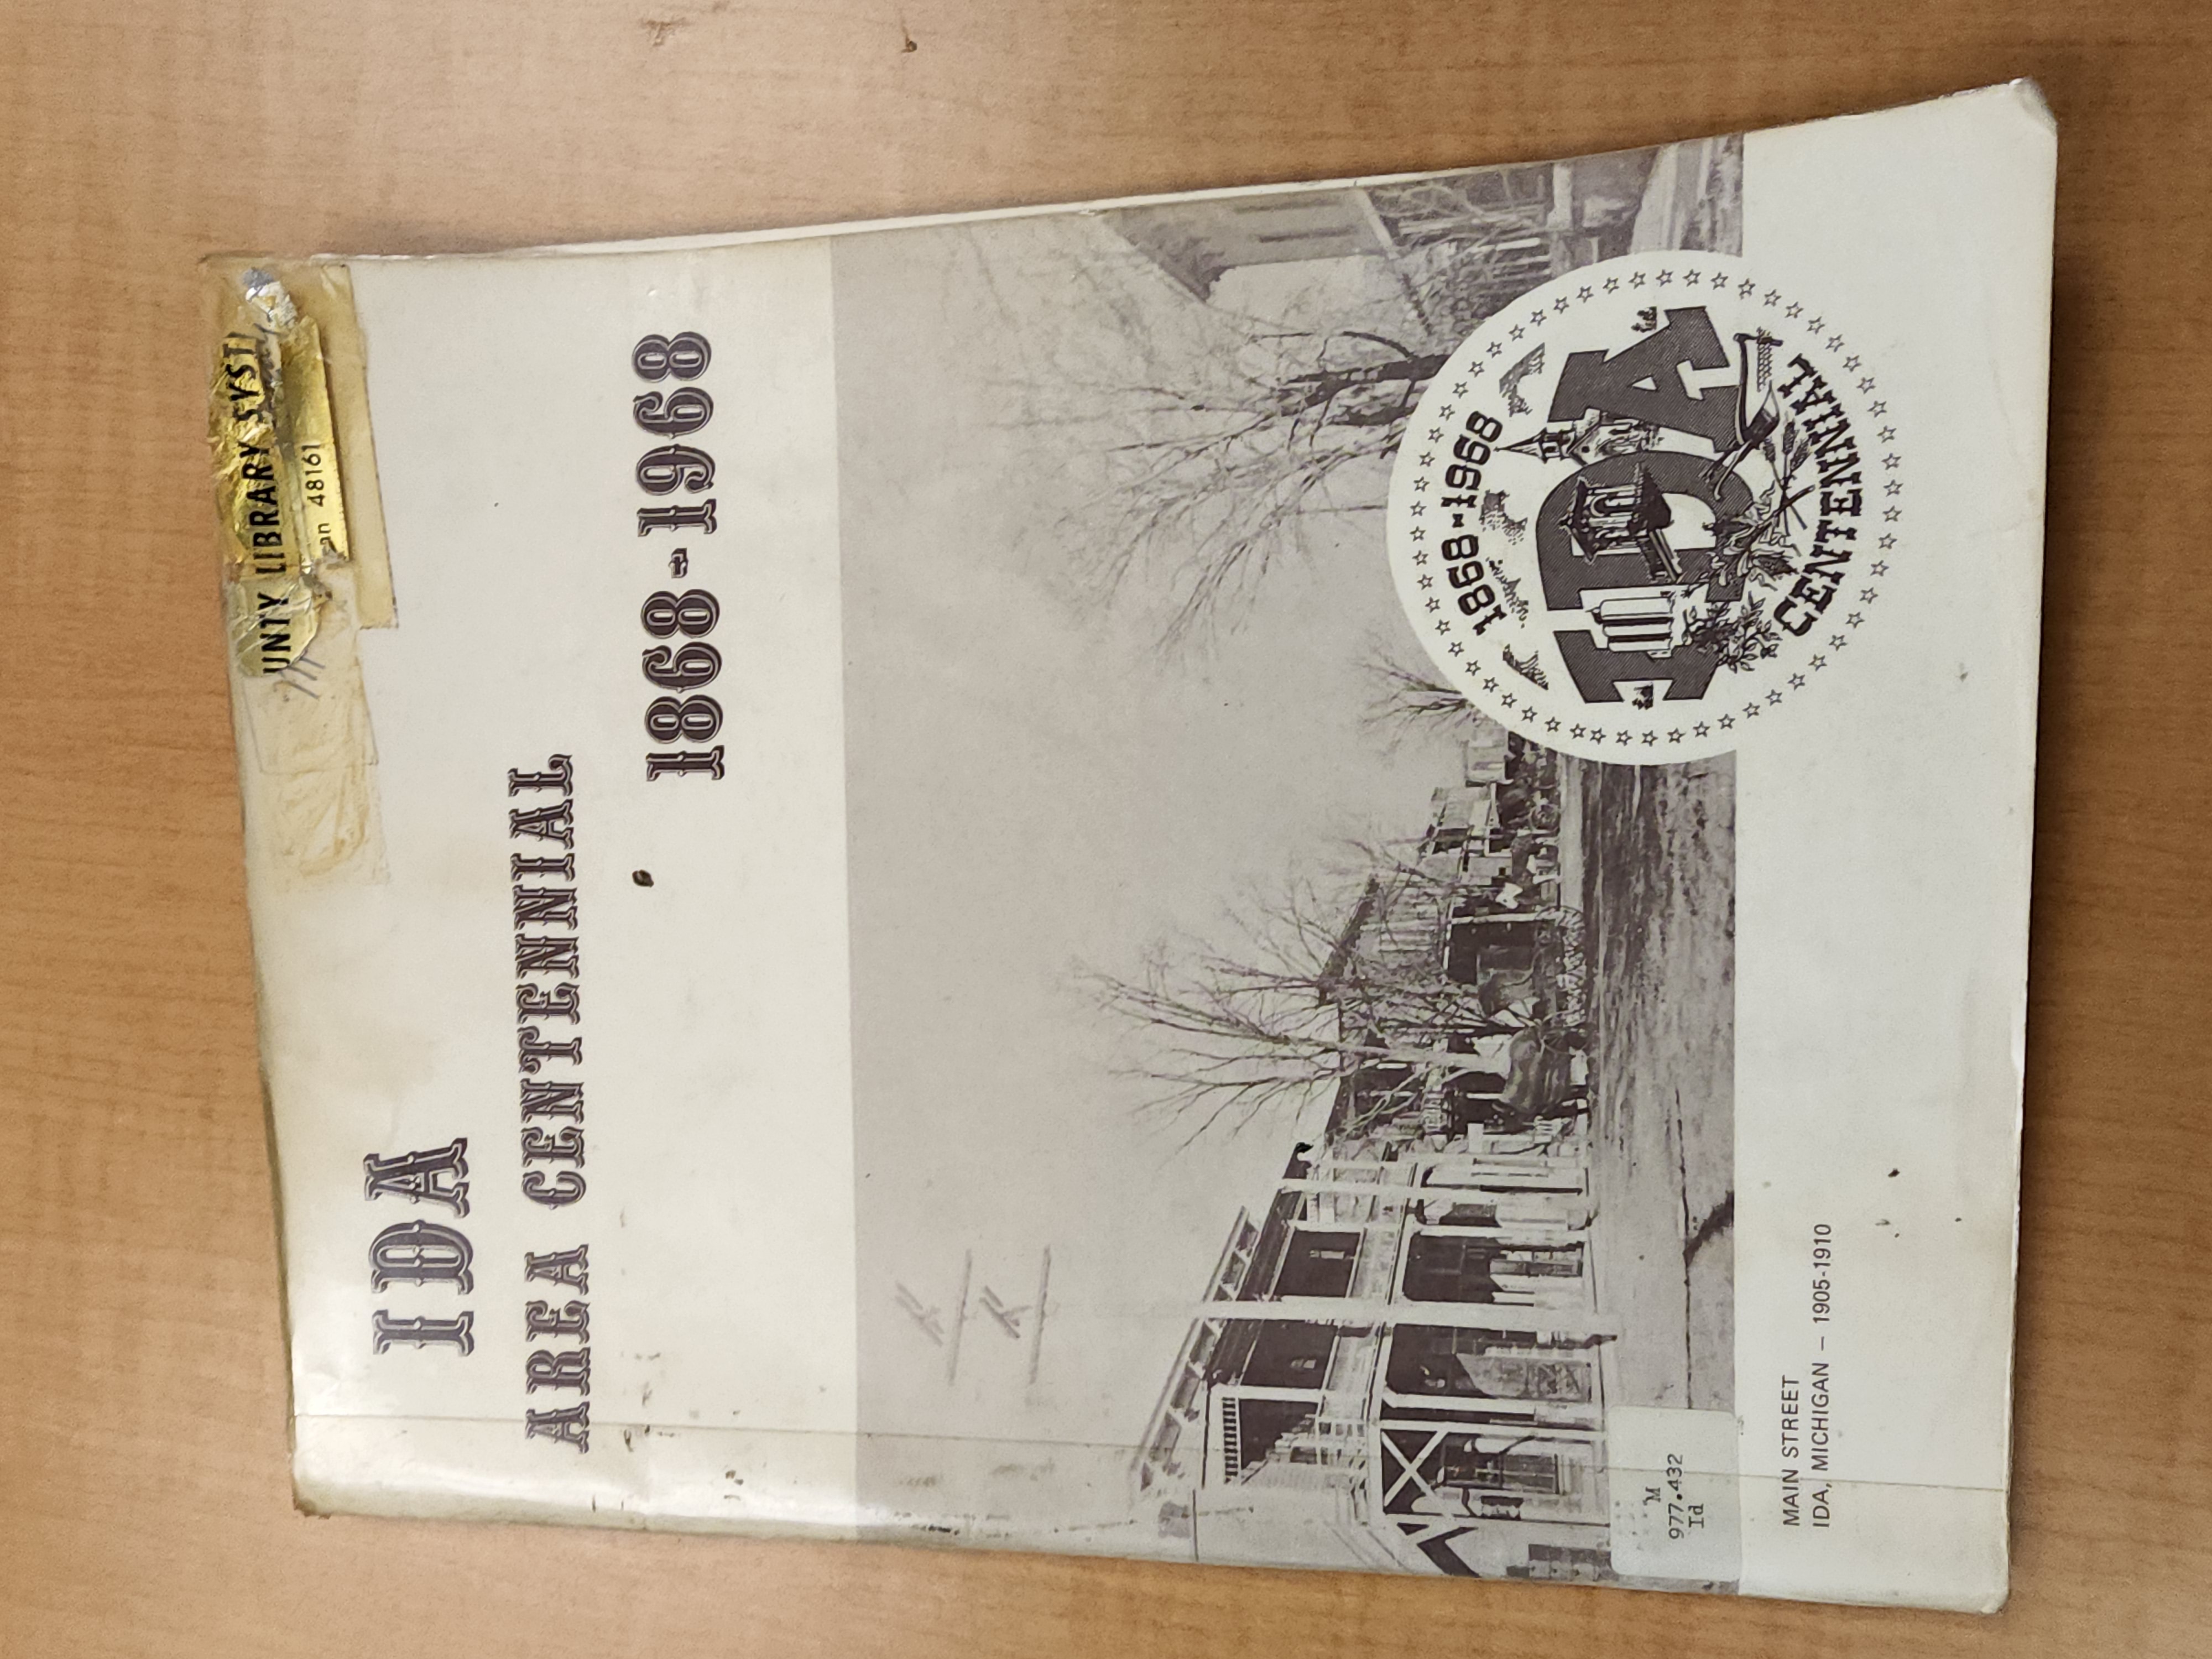 UNTY LIBRARY SYST
an 48161
IDA
AREA CENTENNIAL
1868-1968
1868-1968
IDA
CENTENNIAL
M
977.432
Id
MAIN STREET
IDA, MICHIGAN – 1905-1910